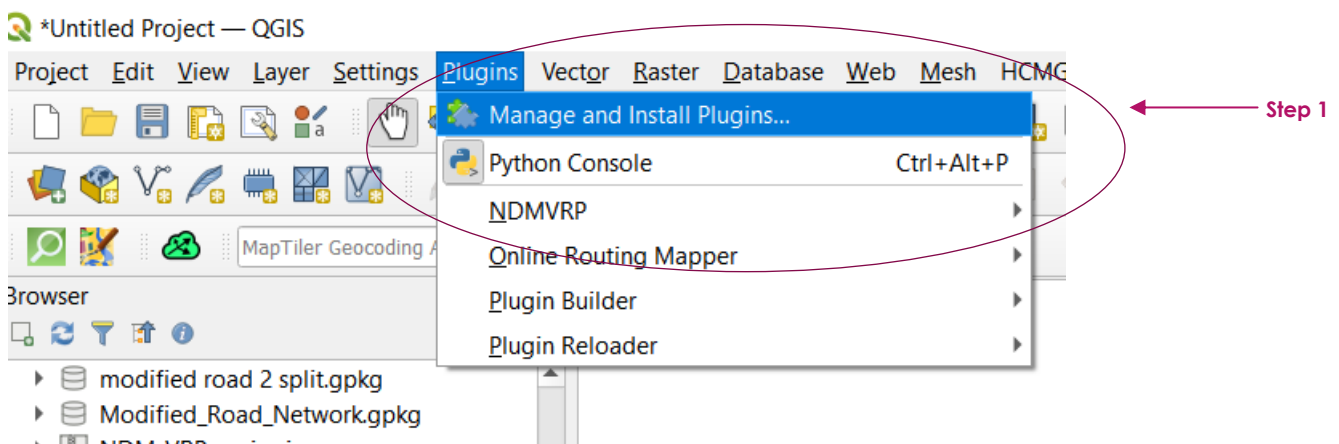 *Untitled Project — QGIS
Project Edit View Layer Settings Plugins Vector Raster Database Web Mesh HCMG
Manage and Install Plugins...
Step 1
Python Console Ctrl+Alt+P
NDMVRP
MapTiler Geocoding A
Online Routing Mapper
Browser
Plugin Builder
Plugin Reloader
modified road 2 split.gpkg
Modified_Road_Network.gpkg